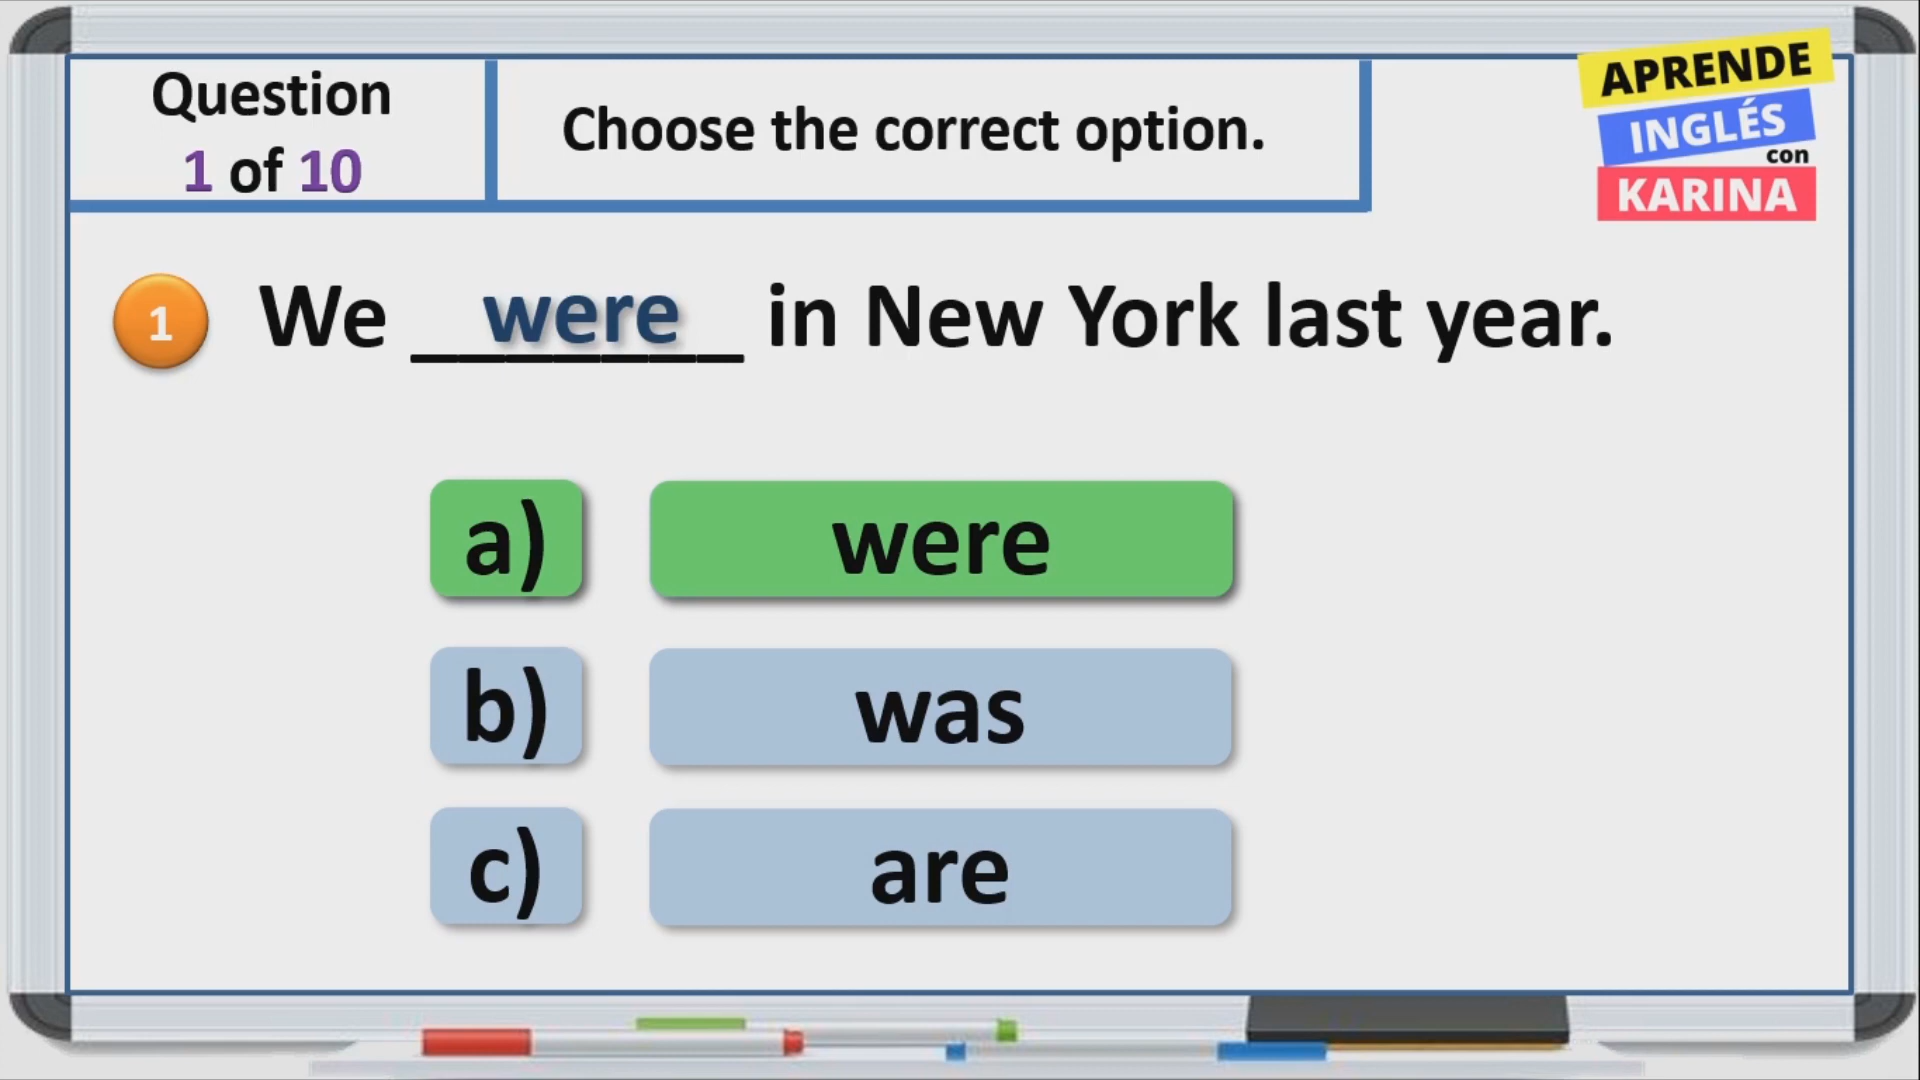 Question
1 of 10
Choose the correct option.
APRENDE
INGLÉS
con
KARINA
1 We were in New York last year.
a) were
b) was
c) are